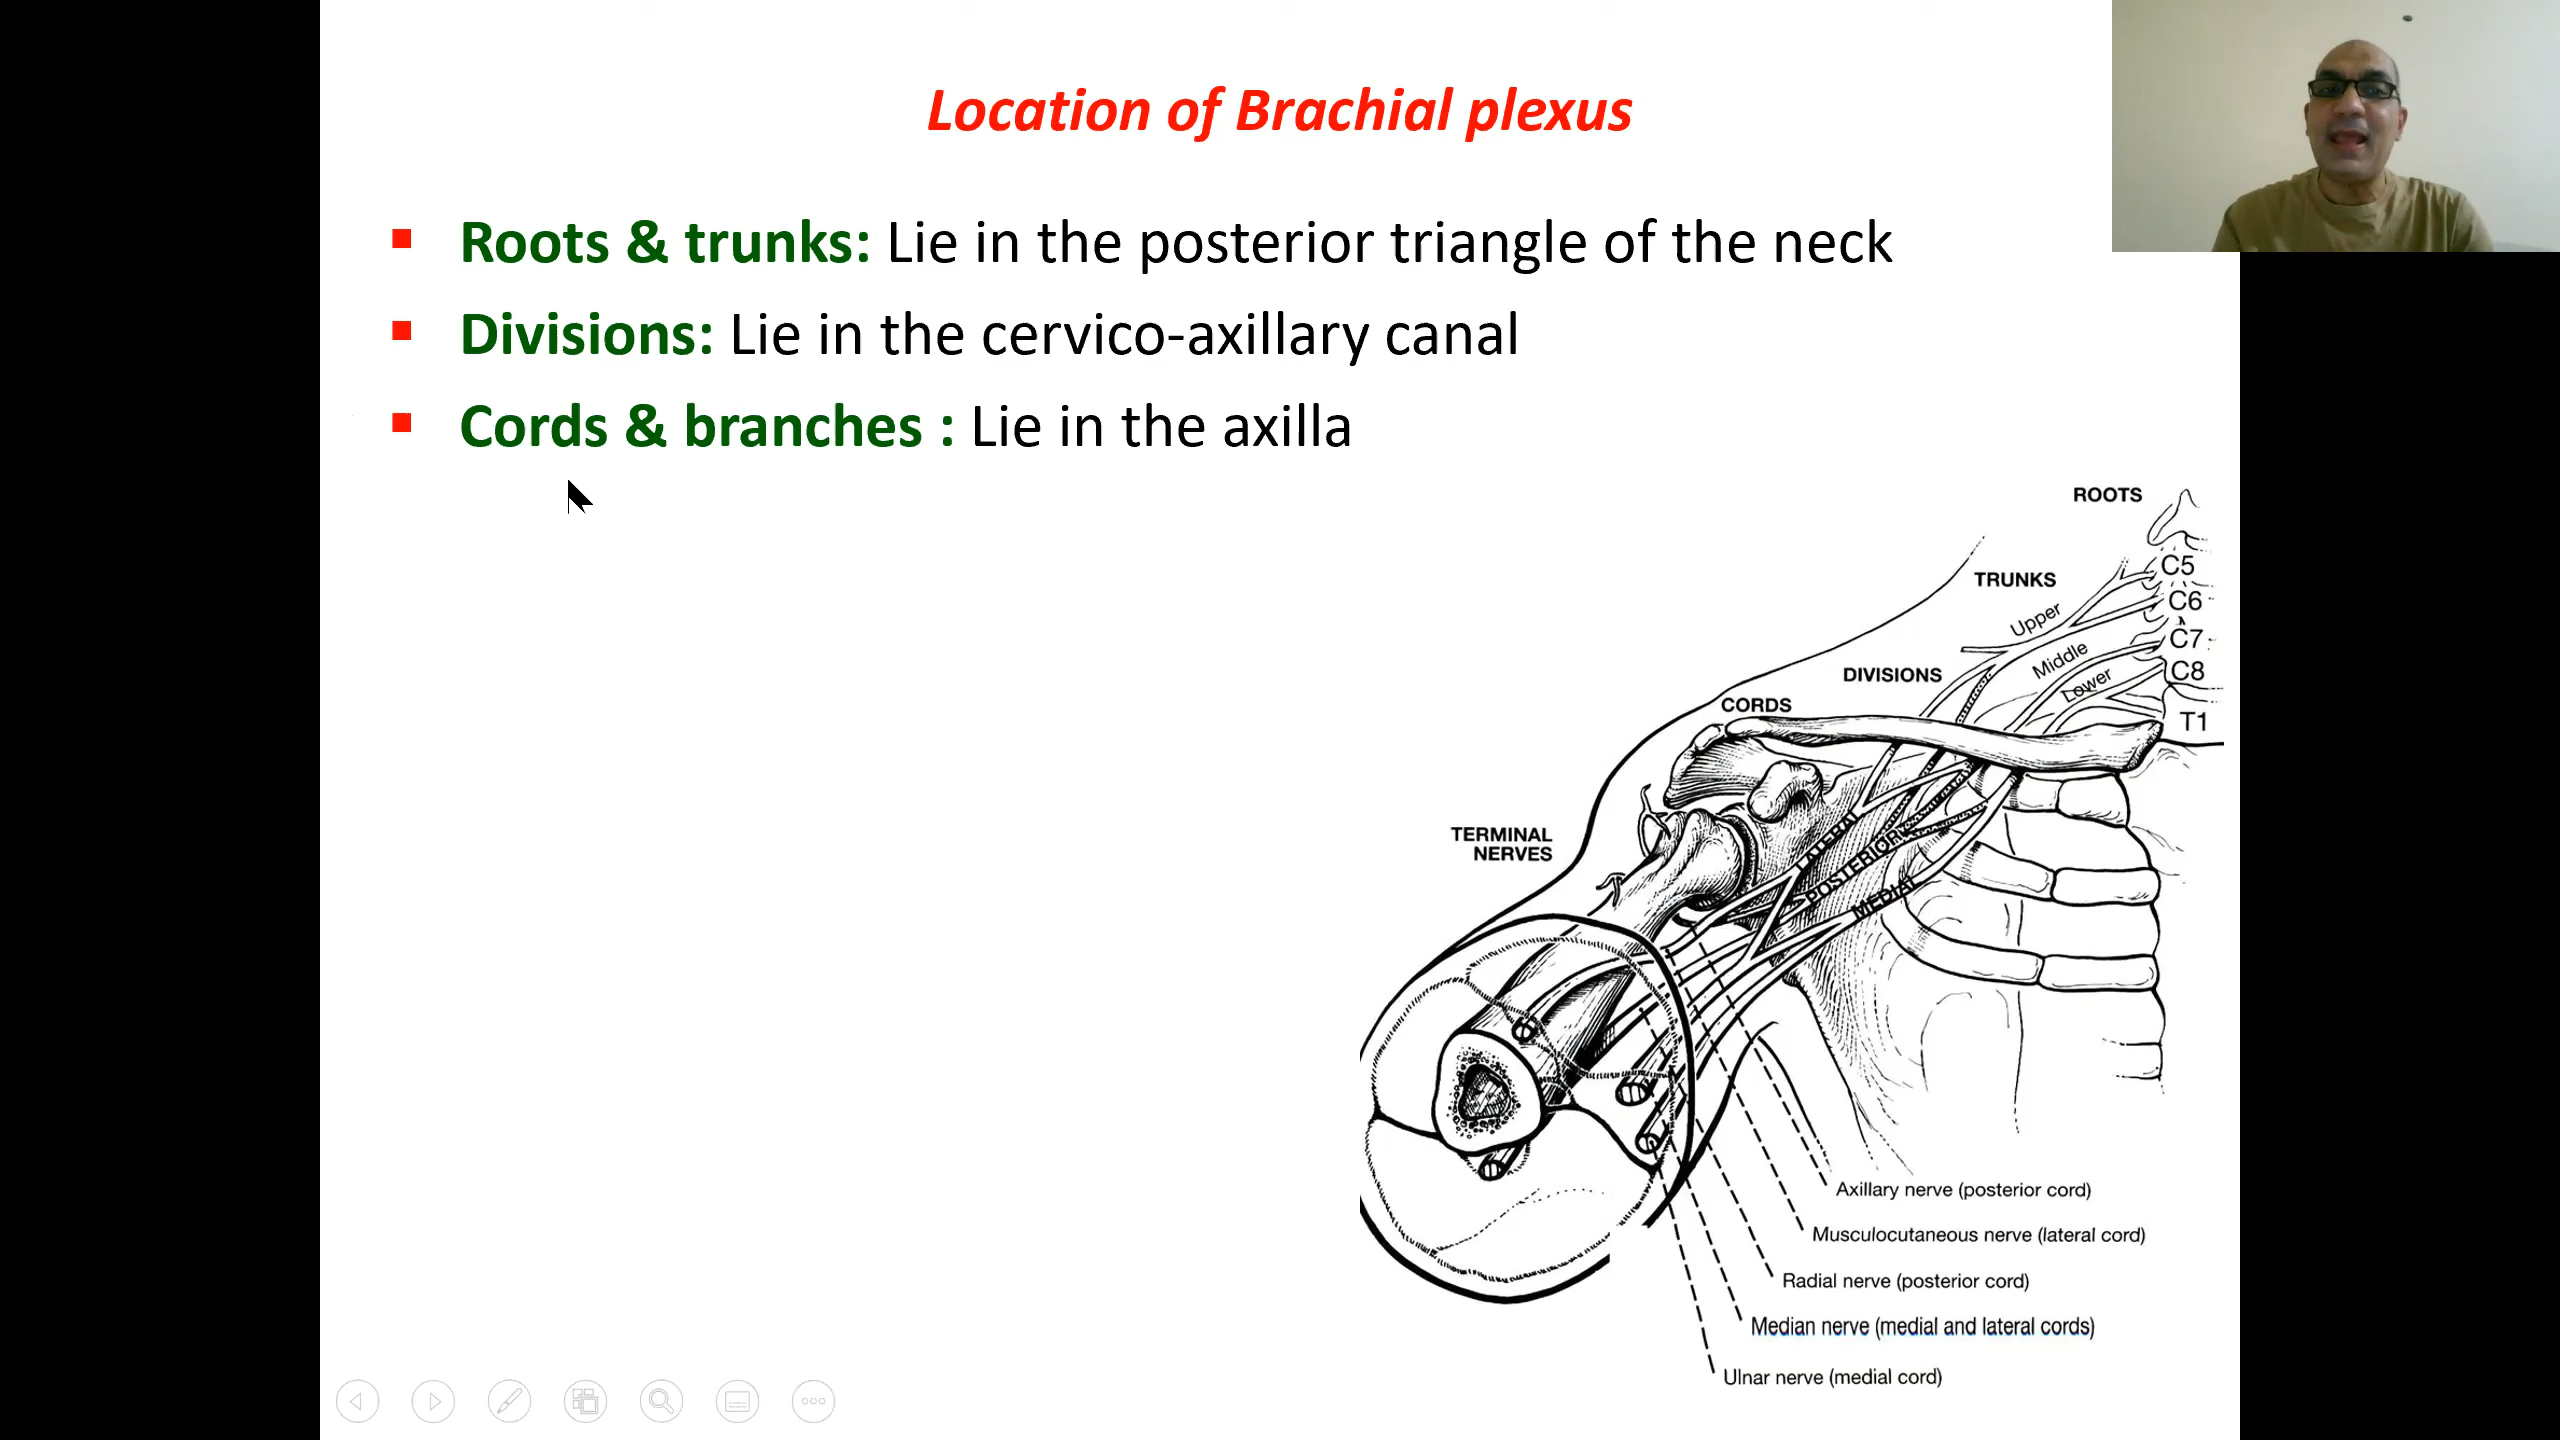 Location of Brachial plexus
Roots & trunks: Lie in the posterior triangle of the neck
Divisions: Lie in the cervico-axillary canal
Cords & branches : Lie in the axilla
ROOTS
C5
TRUNKS
C6
Upper
C7
Middle
C8
Lower
DIVISIONS
CORDS
T1
TERMINAL
NERVES
LATERAL
POSTERIOR
MEDIAL
Axillary nerve (posterior cord)
Musculocutaneous nerve (lateral cord)
Radial nerve (posterior cord)
Median nerve (medial and lateral cords)
Ulnar nerve (medial cord)